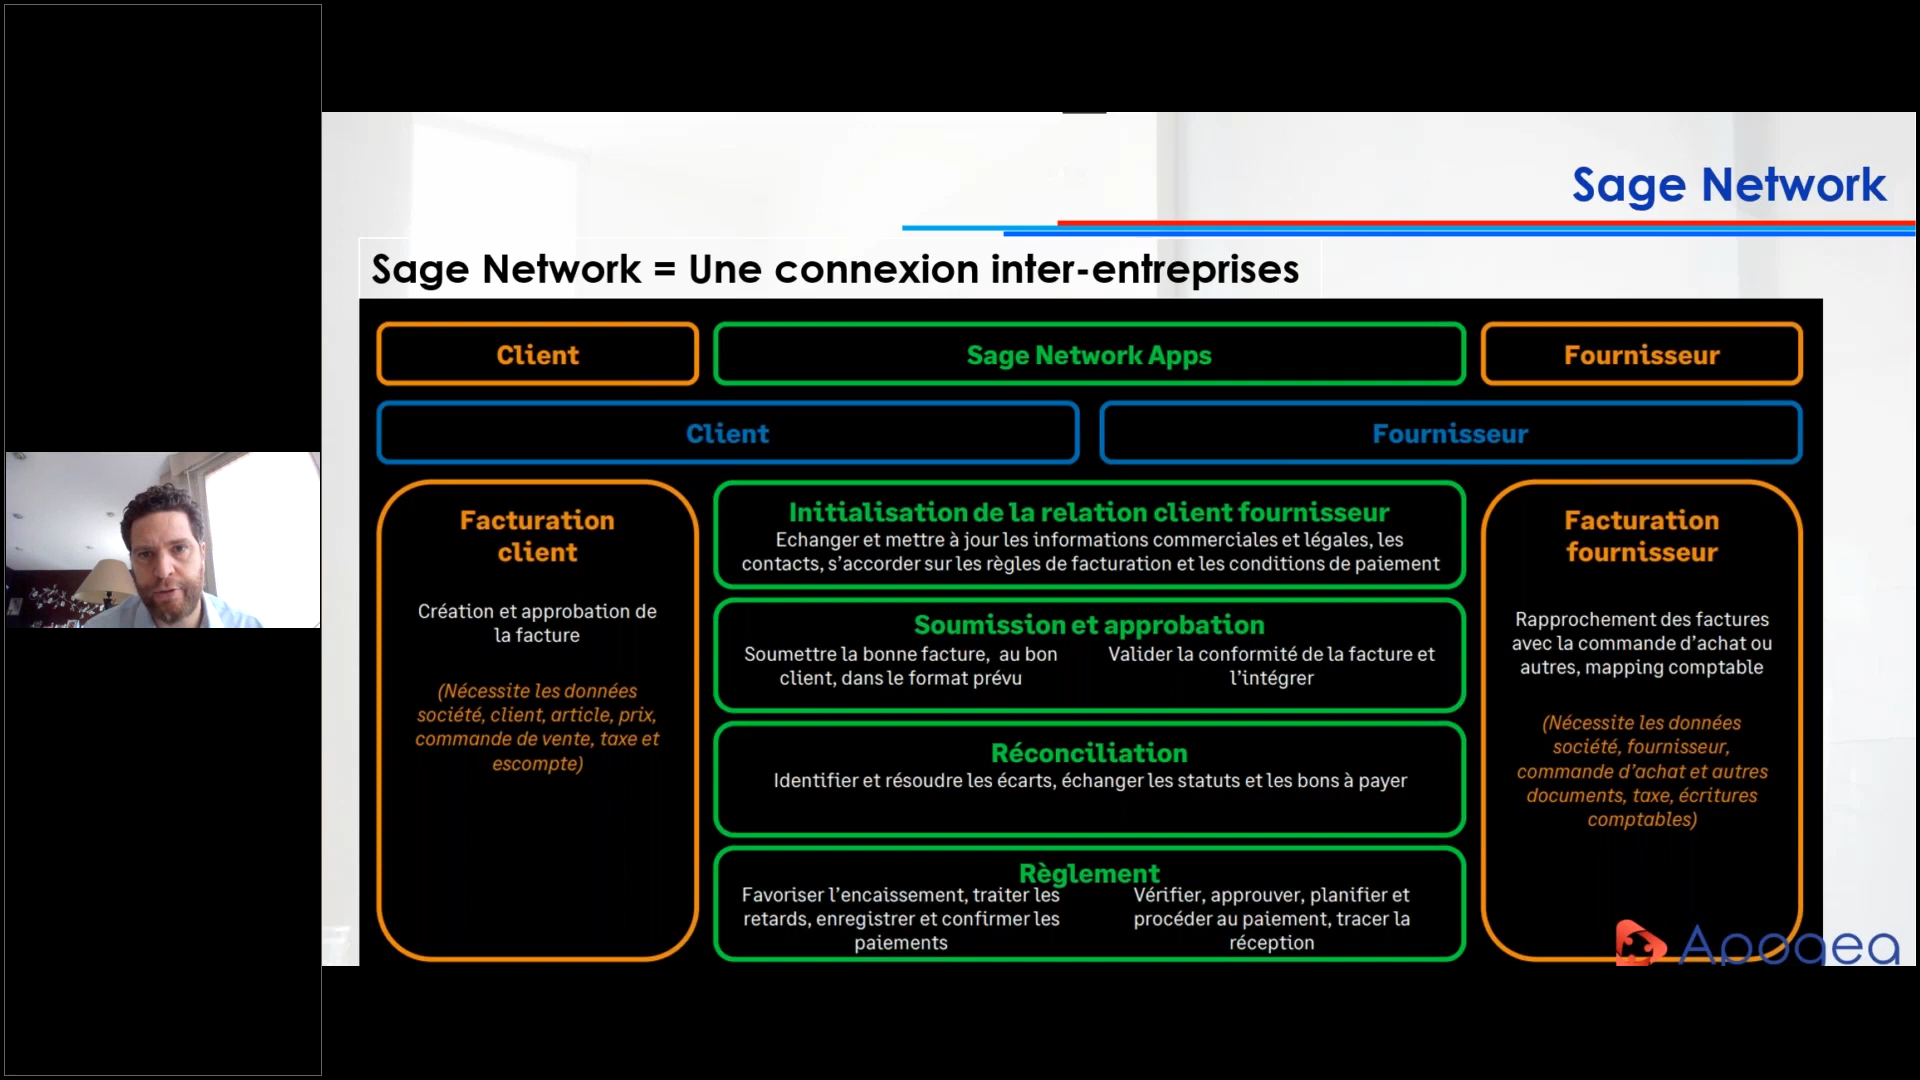 Sage Network
Sage Network = Une connexion inter-entreprises
Client
Sage Network Apps
Fournisseur
Client
Fournisseur
Facturation
client
Création et approbation de
la facture
(Nécessite les données
société, client, article, prix,
commande de vente, taxe et
escompte)
Initialisation de la relation client fournisseur
Echanger et mettre à jour les informations commerciales et légales, les
contacts, s'accorder sur les règles de facturation et les conditions de paiement
Soumission et approbation
Soumettre la bonne facture, au bon
client, dans le format prévu
Valider la conformité de la facture et
l'intégrer
Réconciliation
Identifier et résoudre les écarts, échanger les statuts et les bons à payer
Règlement
Favoriser l'encaissement, traiter les
retards, enregistrer et confirmer les
paiements
Vérifier, approuver, planifier et
procéder au paiement, tracer la
réception
Facturation
fournisseur
Rapprochement des factures
avec la commande d'achat ou
autres, mapping comptable
(Nécessite les données
société, fournisseur,
commande d'achat et autres
documents, taxe, écritures
comptables)
Apogea